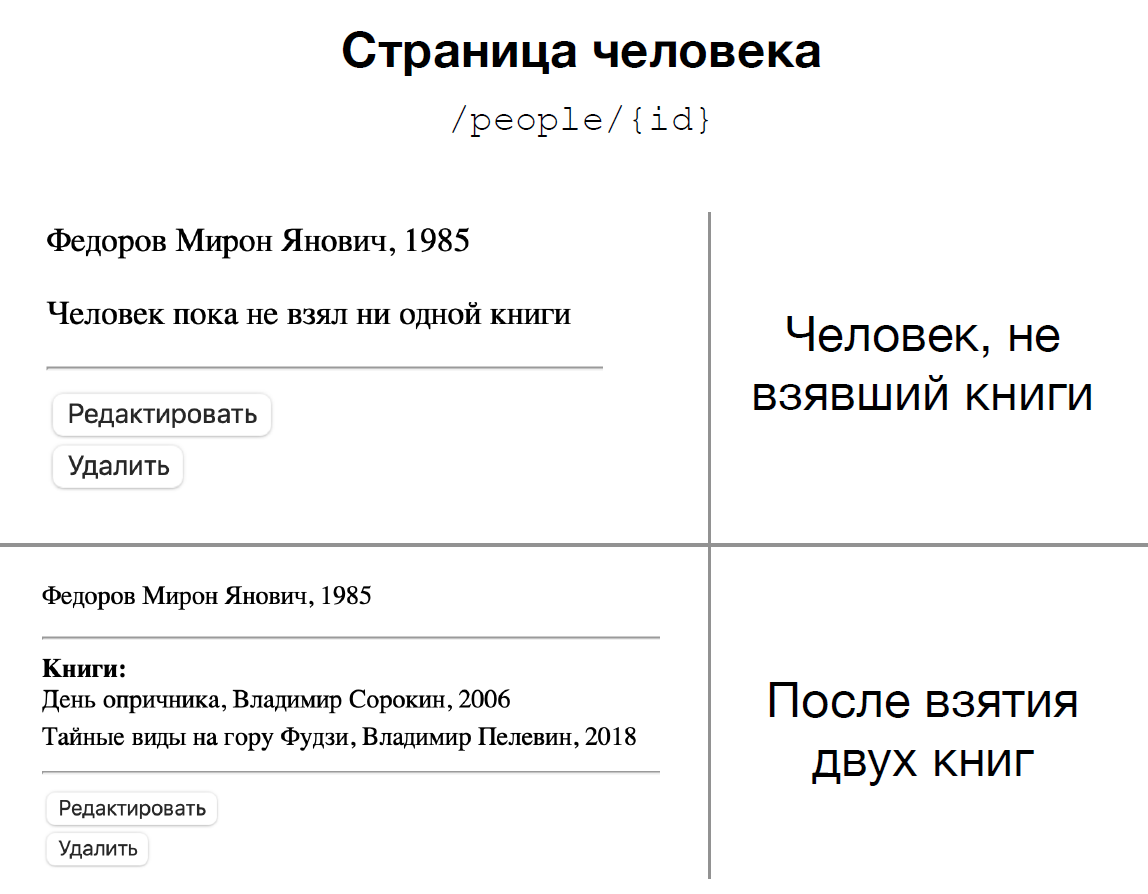 Страница человека
/people/{id}
Федоров Мирон Янович, 1985
Человек пока не взял ни одной книги
Редактировать
Удалить
Человек, не
взявший книги
Федоров Мирон Янович, 1985
Книги:
День опричника, Владимир Сорокин, 2006
Тайные виды на гору Фудзи, Владимир Пелевин, 2018
Редактировать
Удалить
После взятия
двух книг